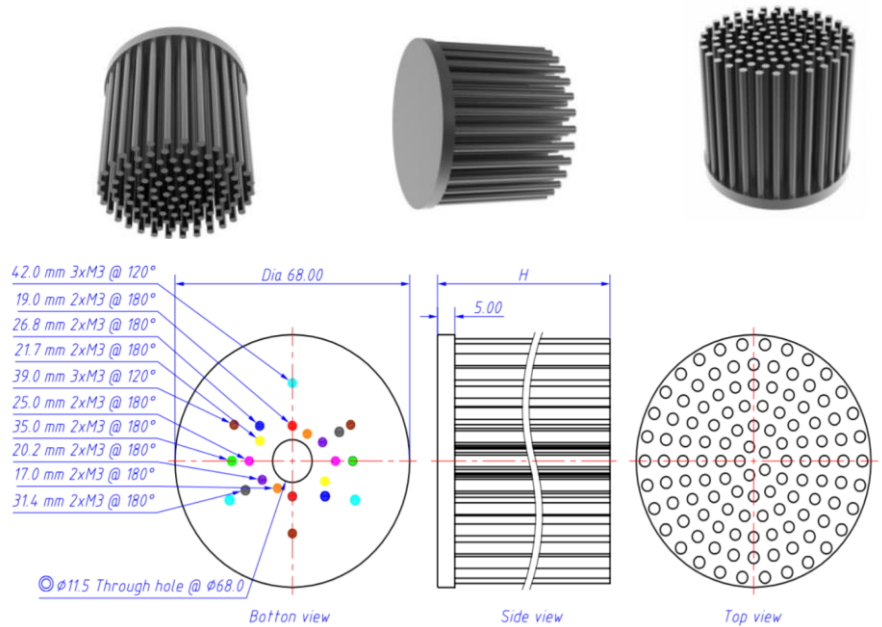 42.0 mm 3xM3 @ 120°
19.0 mm 2xM3 @ 180°
26.8 mm 2xM3 @ 180°
21.7 mm 2xM3 @ 180°
39.0 mm 3xM3 @ 120°
25.0 mm 2xM3 @ 180°
35.0 mm 2xM3 @ 180°
20.2 mm 2xM3 @ 180°
17.0 mm 2xM3 @ 180°
31.4 mm 2xM3 @ 180°
Dia 68.00
H
5.00
⌀11.5 Through hole @ ⌀68.0
Botton view
Side view
Top view